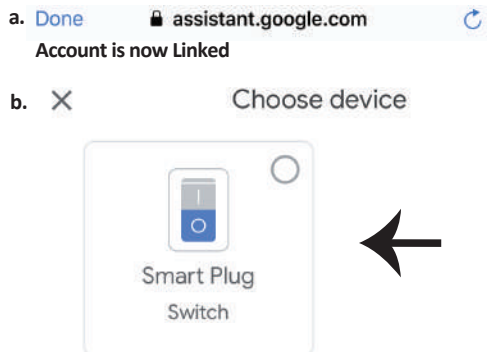 a. Done assistant.google.com
Account is now Linked
b. Choose device
Smart Plug
Switch